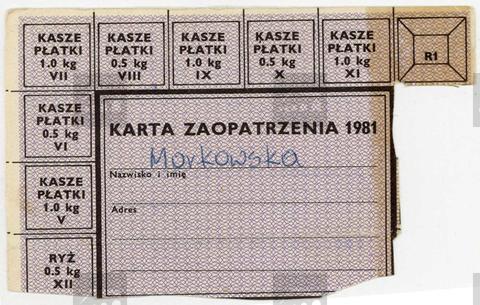 KASZE
PŁATKI
1.0 kg
VII
KASZE
PŁATKI
0.5 kg
VIII
KASZE
PŁATKI
1.0 kg
IX
KASZE
PŁATKI
0.5 kg
X
KASZE
PŁATKI
1.0 kg
XI
R1
KASZE
PŁATKI
0.5 kg
VI
KASZE
PŁATKI
1.0 kg
V
RYŻ
0.5 kg
XII
KARTA ZAOPATRZENIA 1981
Morkowska
Nazwisko i imię
Adres